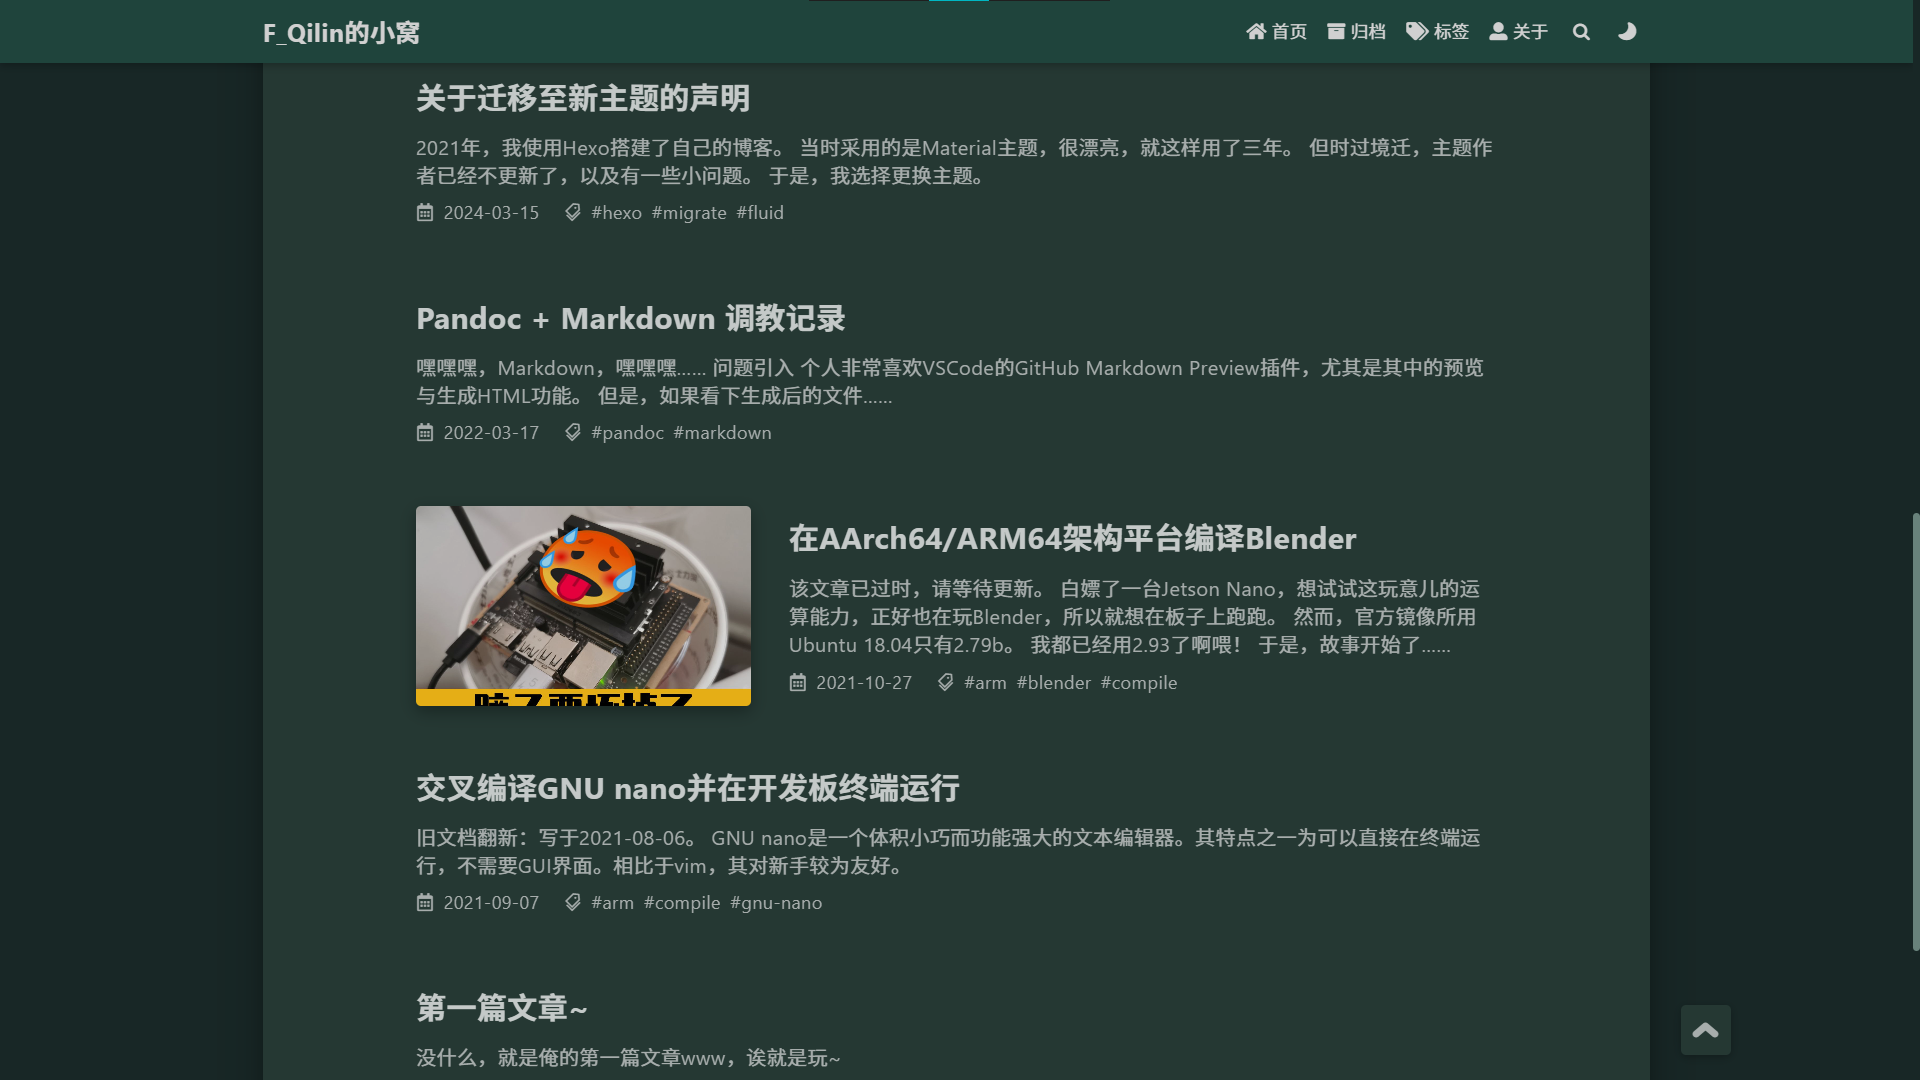 F_Qilin的小窝
首页 归档 标签 关于
关于迁移至新主题的声明
2021年，我使用Hexo搭建了自己的博客。 当时采用的是Material主题，很漂亮，就这样用了三年。 但时过境迁，主题作
者已经不更新了，以及有一些小问题。 于是，我选择更换主题。
2024-03-15 #hexo #migrate #fluid
Pandoc + Markdown 调教记录
嘿嘿嘿，Markdown，嘿嘿嘿…… 问题引入 个人非常喜欢VSCode的GitHub Markdown Preview插件，尤其是其中的预览
与生成HTML功能。 但是，如果看下生成后的文件……
2022-03-17 #pandoc #markdown
在AArch64/ARM64架构平台编译Blender
该文章已过时，请等待更新。 白嫖了一台Jetson Nano，想试试这玩意儿的运
算能力，正好也在玩Blender，所以就想在板子上跑跑。 然而，官方镜像所用
Ubuntu 18.04只有2.79b。 我都已经用2.93了啊喂！ 于是，故事开始了……
2021-10-27 #arm #blender #compile
交叉编译GNU nano并在开发板终端运行
旧文档翻新：写于2021-08-06。 GNU nano是一个体积小巧而功能强大的文本编辑器。其特点之一为可以直接在终端运
行，不需要GUI界面。相比于vim，其对新手较为友好。
2021-09-07 #arm #compile #gnu-nano
第一篇文章~
没什么，就是俺的第一篇文章www，诶就是玩~